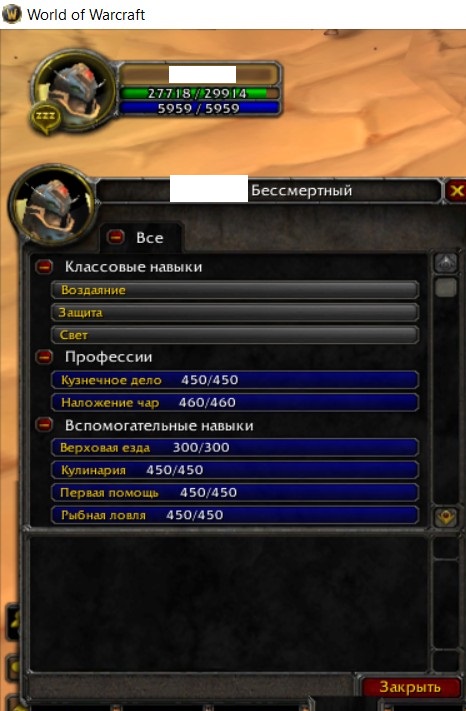 World of Warcraft
27718 / 29914
5959 / 5959
zzz
Бессмертный
Все
Классовые навыки
Воздаяние
Защита
Свет
Профессии
Кузнечное дело 450/450
Наложение чар 460/460
Вспомогательные навыки
Верховая езда 300/300
Кулинария 450/450
Первая помощь 450/450
Рыбная ловля 450/450
Закрыть